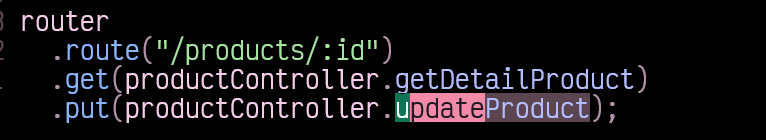 router
.route("/products/:id")
.get(productController.getDetailProduct)
.put(productController.updateProduct);